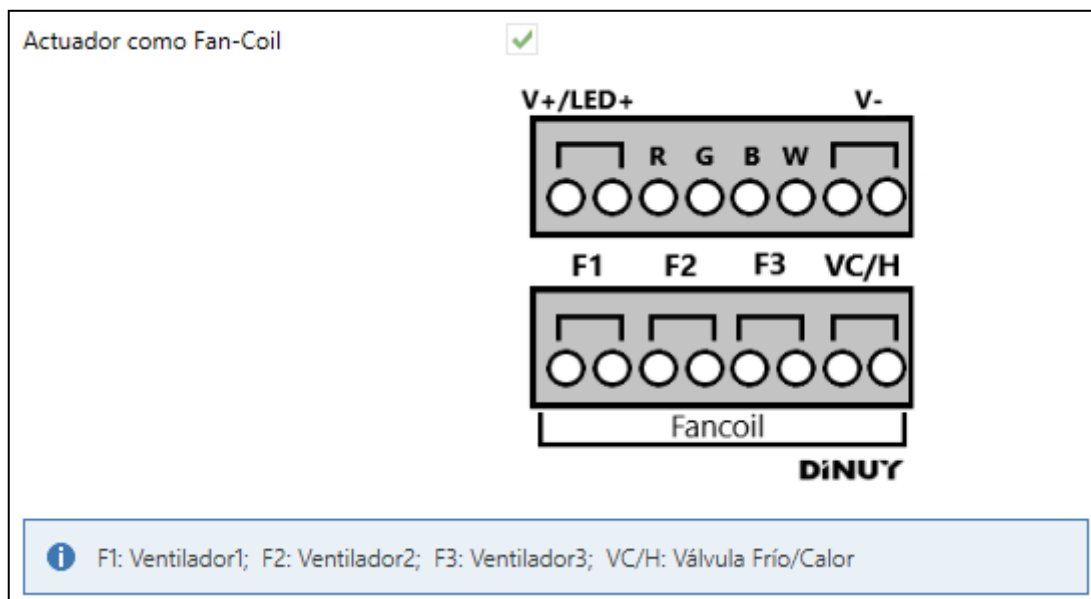 Actuador como Fan-Coil
V+/LED+ V-
R G B W
F1 F2 F3 VC/H
Fancoil
DiNUY
F1: Ventilador1; F2: Ventilador2; F3: Ventilador3; VC/H: Válvula Frío/Calor